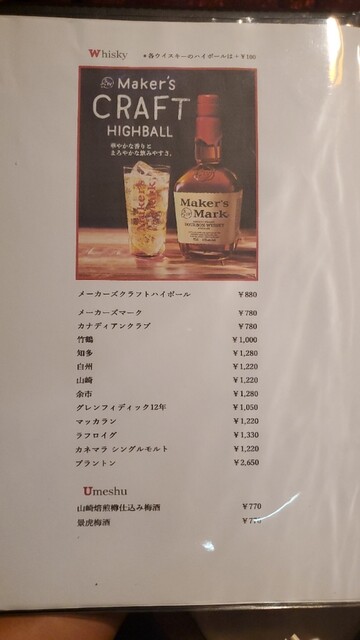 Whisky ＊各ウイスキーのハイボールは＋￥100
Maker's
CRAFT
HIGHBALL
華やかな香りと
まろやかな飲みやすさ。
Maker's
Mark
Maker's
Mark
メーカーズクラフトハイボール ￥880
メーカーズマーク ￥780
カナディアンクラブ ￥780
竹鶴 ￥1,000
知多 ￥1,280
白州 ￥1,220
山崎 ￥1,220
余市 ￥1,280
グレンフィディック12年 ￥1,050
マッカラン ￥1,220
ラフロイグ ￥1,330
カネマラ シングルモルト ￥1,220
ブラントン ￥2,650
Umeshu
山崎焙煎樽仕込み梅酒 ￥770
景虎梅酒